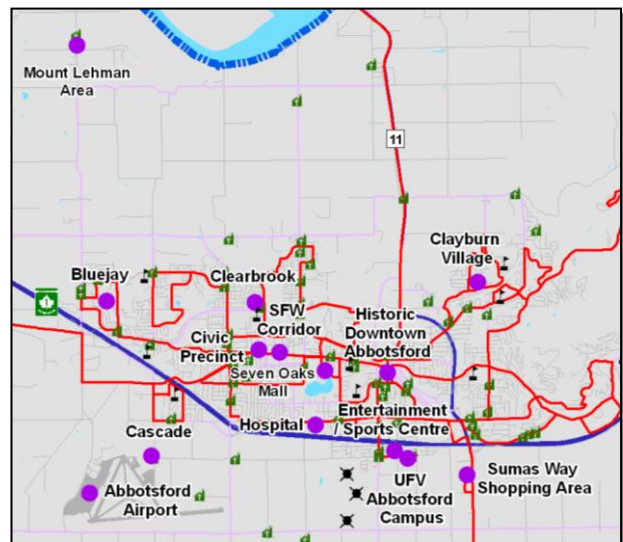 Mount Lehman
Area
11
Clayburn
Village
Bluejay
Clearbrook
1
SFW
Corridor
Historic
Downtown
Abbotsford
Civic
Precinct
Seven Oaks
Mall
Entertainment
/ Sports Centre
Hospital
Cascade
Abbotsford
Airport
UFV
Abbotsford
Campus
Sumas Way
Shopping Area